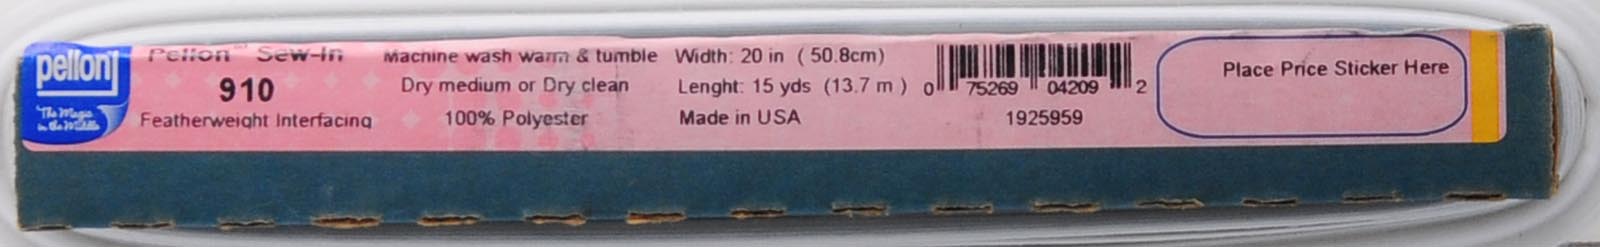 pellon
The Magic
in the Middle
Pellon™ Sew-In
910
Featherweight Interfacing
Machine wash warm & tumble
Dry medium or Dry clean
100% Polyester
Width: 20 in ( 50.8cm)
Lenght: 15 yds (13.7 m )
Made in USA
0 75269 04209 2
1925959
Place Price Sticker Here